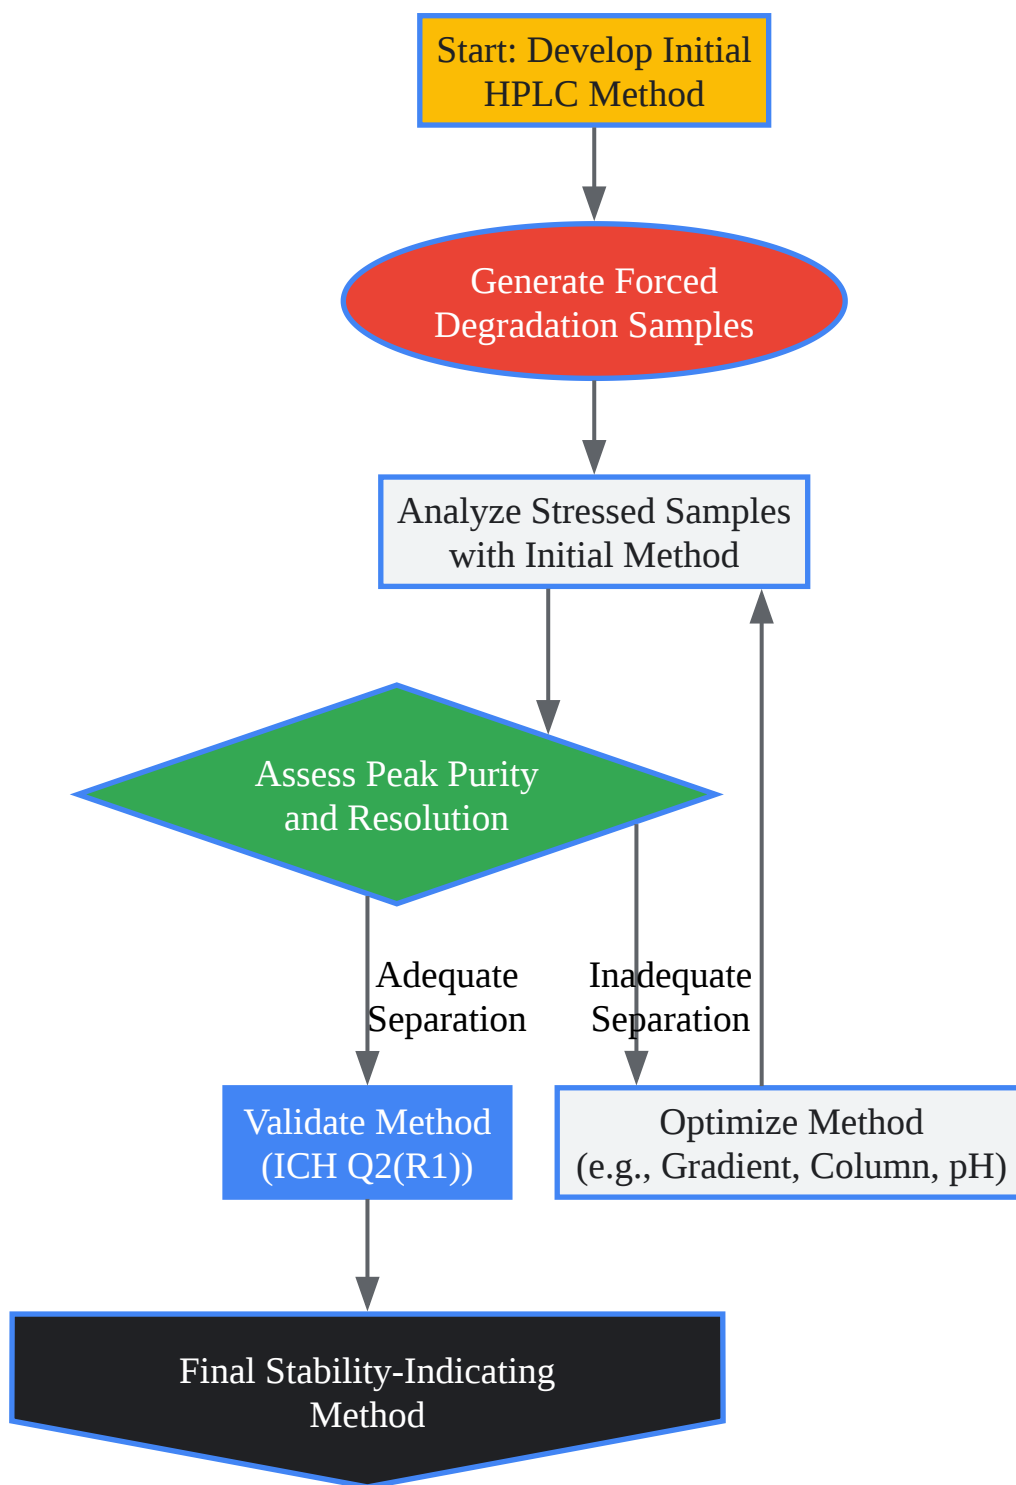 Start: Develop Initial
HPLC Method
Generate Forced
Degradation Samples
Analyze Stressed Samples
with Initial Method
Assess Peak Purity
and Resolution
Adequate
Separation
Inadequate
Separation
Validate Method
(ICH Q2(R1))
Optimize Method
(e.g., Gradient, Column, pH)
Final Stability-Indicating
Method